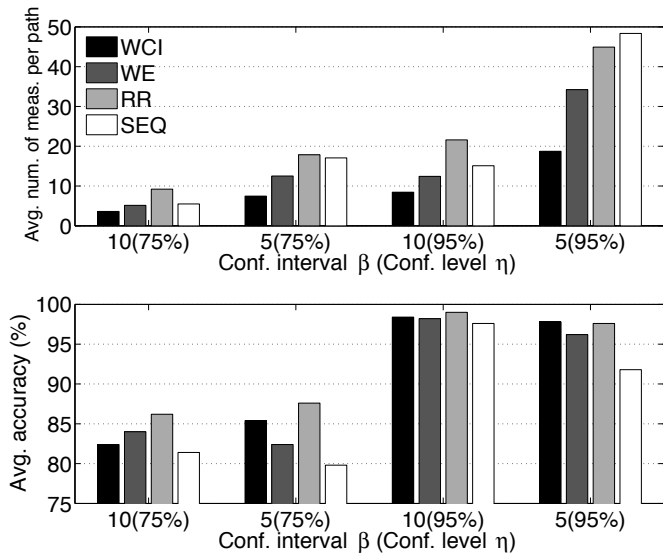 Avg. num. of meas. per path
50
40
30
20
10
0
WCI
WE
RR
SEQ
10(75%) 5(75%) 10(95%) 5(95%)
Conf. interval β (Conf. level η)
Avg. accuracy (%)
100
95
90
85
80
75
10(75%) 5(75%) 10(95%) 5(95%)
Conf. interval β (Conf. level η)